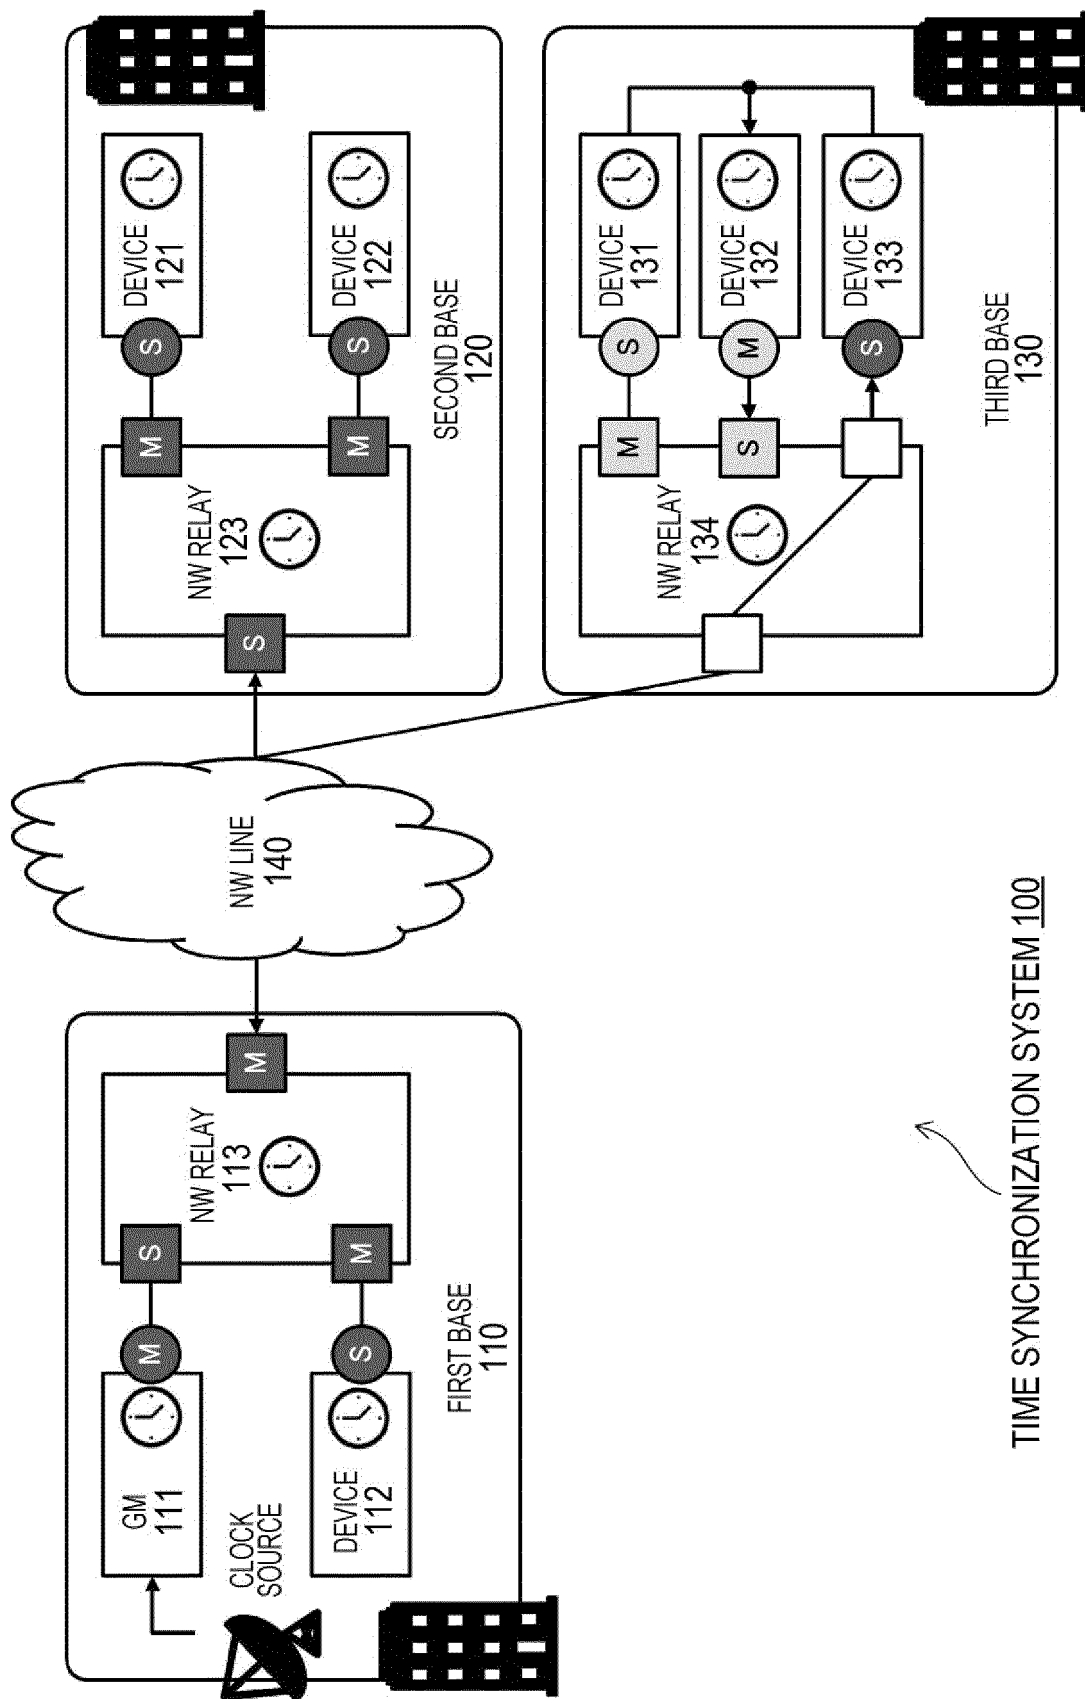 CLOCK
SOURCE
GM
111
M
DEVICE
112
S
S
M
NW RELAY
113
M
FIRST BASE
110
NW LINE
140
S
NW RELAY
123
M
M
S
DEVICE
121
S
DEVICE
122
SECOND BASE
120
NW RELAY
134
M
S
S
DEVICE
131
M
DEVICE
132
S
DEVICE
133
THIRD BASE
130
TIME SYNCHRONIZATION SYSTEM 100